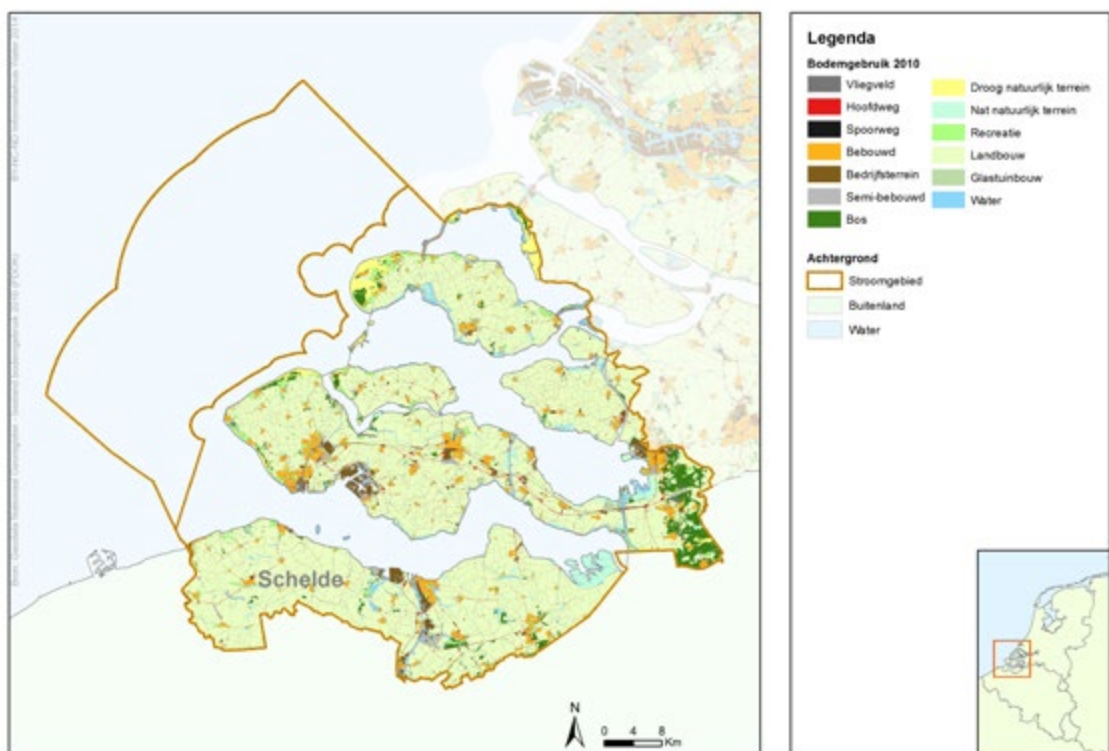 Schelde
N
0 4 8
Km
Legenda
Bodemgebruik 2010
Vliegveld
Hoofdweg
Spoorweg
Bebouwd
Bedrijfsterrein
Semi-bebouwd
Bos
Droog natuurlijk terrein
Nat natuurlijk terrein
Recreatie
Landbouw
Glastuinbouw
Water
Achtergrond
Stroomgebied
Buitenland
Water